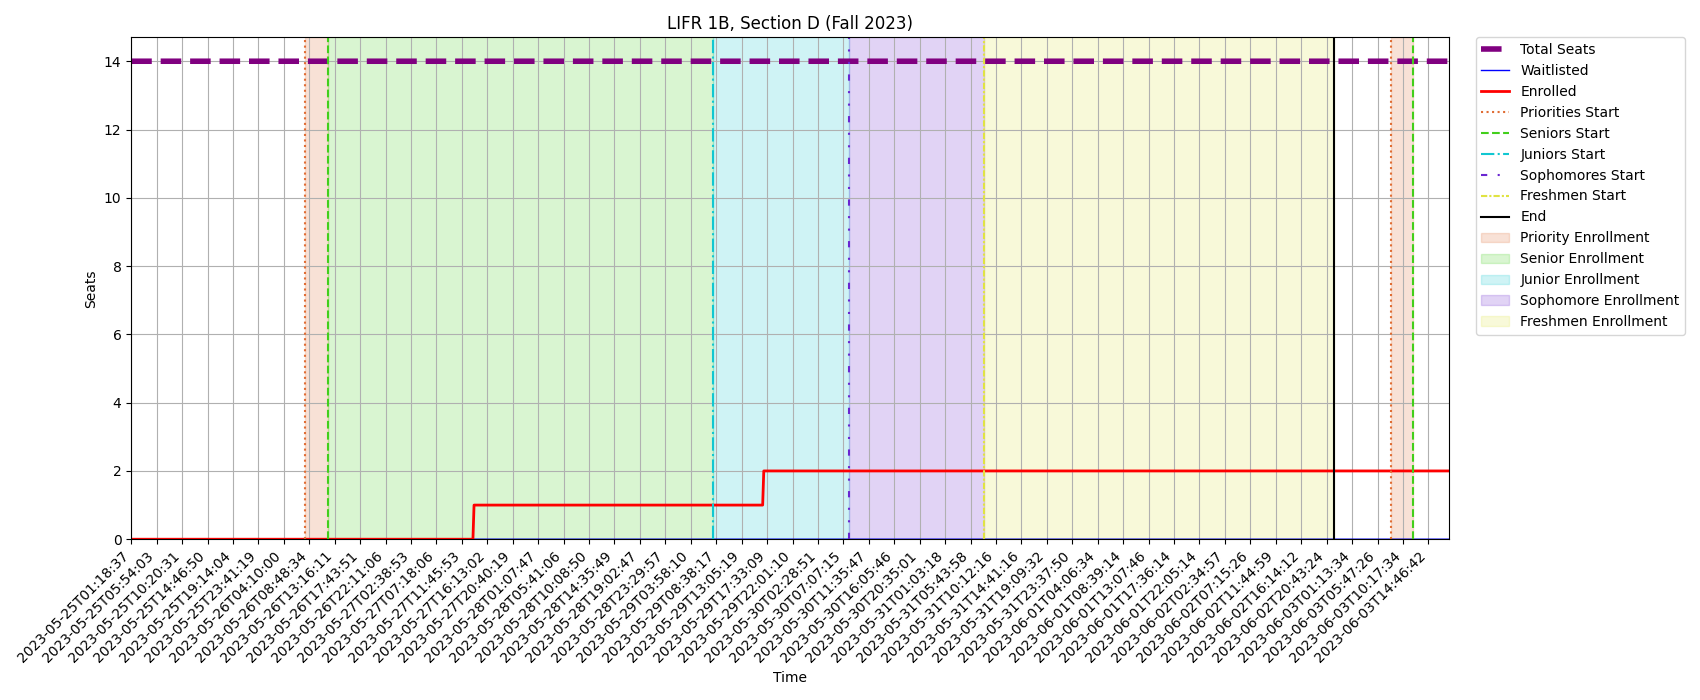 LIFR 1B, Section D (Fall 2023)
Seats
14
12
10
8
6
4
2
0
2023-05-25T01:18:37
2023-05-25T05:54:03
2023-05-25T10:20:31
2023-05-25T14:46:50
2023-05-25T19:14:04
2023-05-25T23:41:19
2023-05-26T04:10:00
2023-05-26T08:48:34
2023-05-26T13:16:11
2023-05-26T17:43:51
2023-05-26T22:11:06
2023-05-27T02:38:53
2023-05-27T07:18:06
2023-05-27T11:45:53
2023-05-27T16:13:02
2023-05-27T20:40:19
2023-05-28T01:07:47
2023-05-28T05:41:06
2023-05-28T10:08:50
2023-05-28T14:35:49
2023-05-28T19:02:47
2023-05-28T23:29:57
2023-05-29T03:58:10
2023-05-29T08:38:17
2023-05-29T13:05:19
2023-05-29T17:33:09
2023-05-29T22:01:10
2023-05-30T02:28:51
2023-05-30T07:07:15
2023-05-30T11:35:47
2023-05-30T16:05:46
2023-05-30T20:35:01
2023-05-31T01:03:18
2023-05-31T05:43:58
2023-05-31T10:12:16
2023-05-31T14:41:16
2023-05-31T19:09:32
2023-05-31T23:37:50
2023-06-01T04:06:34
2023-06-01T08:39:14
2023-06-01T13:07:46
2023-06-01T17:36:14
2023-06-01T22:05:14
2023-06-02T02:34:57
2023-06-02T07:15:26
2023-06-02T11:44:59
2023-06-02T16:14:12
2023-06-02T20:43:24
2023-06-03T01:13:34
2023-06-03T05:47:26
2023-06-03T10:17:34
2023-06-03T14:46:42
Time
Total Seats
Waitlisted
Enrolled
Priorities Start
Seniors Start
Juniors Start
Sophomores Start
Freshmen Start
End
Priority Enrollment
Senior Enrollment
Junior Enrollment
Sophomore Enrollment
Freshmen Enrollment